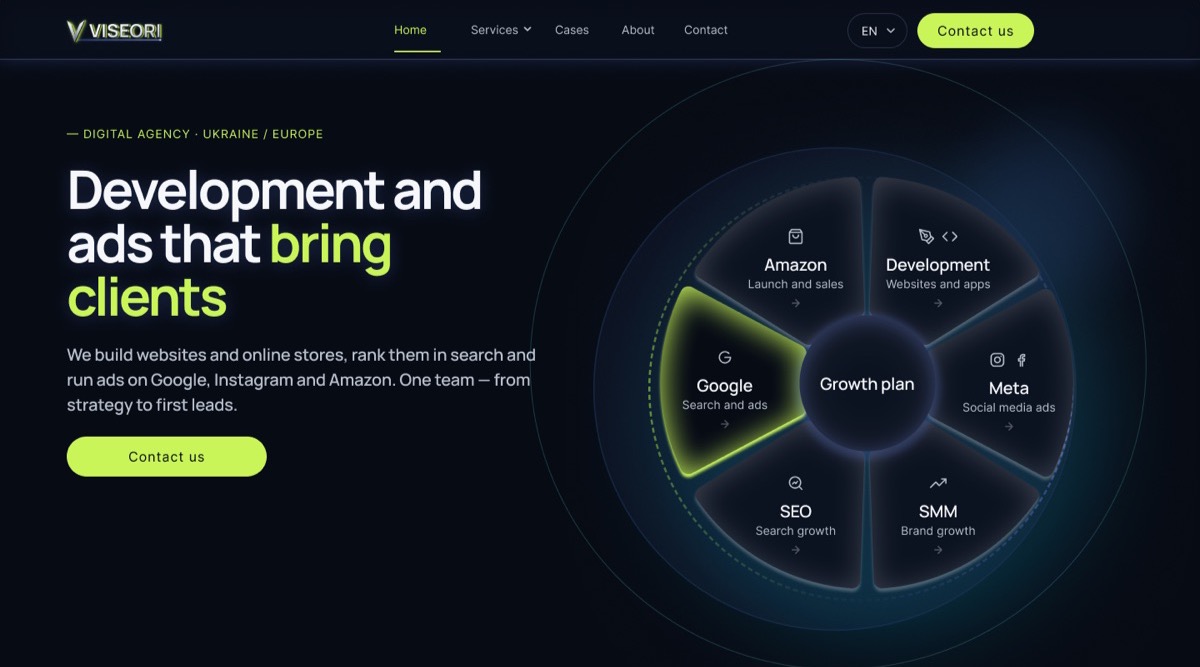 VISEORI
Home
Services
Cases
About
Contact
EN
Contact us
— DIGITAL AGENCY · UKRAINE / EUROPE
Development and
ads that bring
clients
We build websites and online stores, rank them in search and
run ads on Google, Instagram and Amazon. One team — from
strategy to first leads.
Contact us
Amazon
Launch and sales
Development
Websites and apps
Google
Search and ads
Growth plan
Meta
Social media ads
SEO
Search growth
SMM
Brand growth